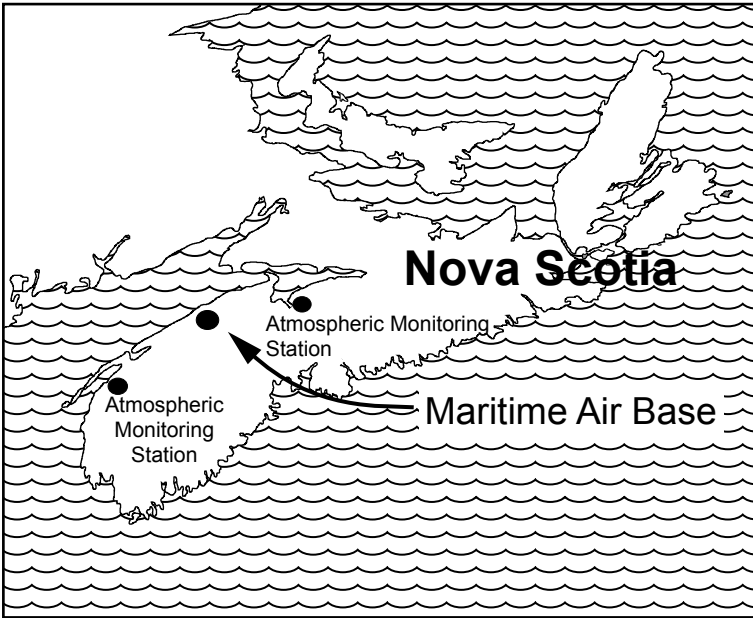 Nova Scotia
Atmospheric Monitoring
Station
Maritime Air Base
Atmospheric
Monitoring
Station